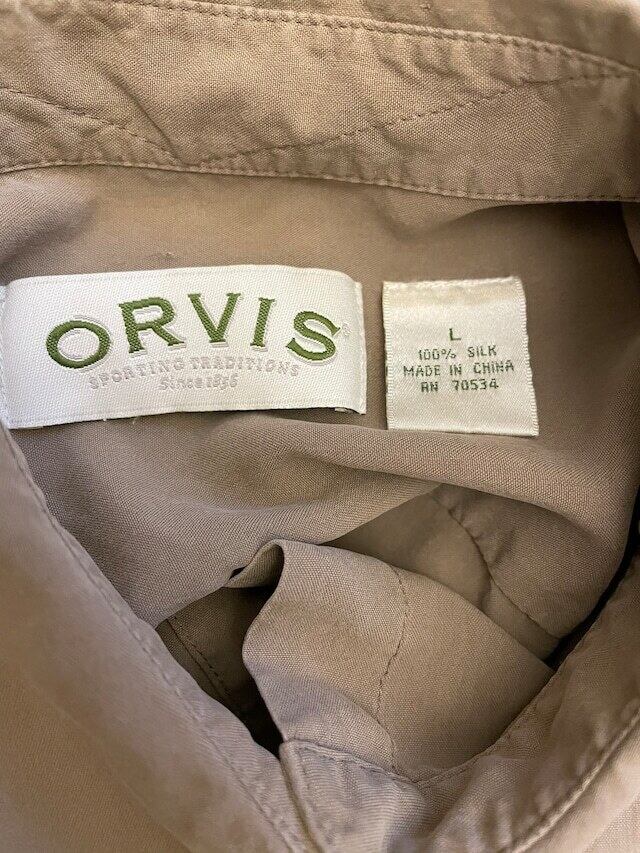 ORVIS
SPORTING TRADITIONS
Since 1856
L
100% SILK
MADE IN CHINA
RN 70534